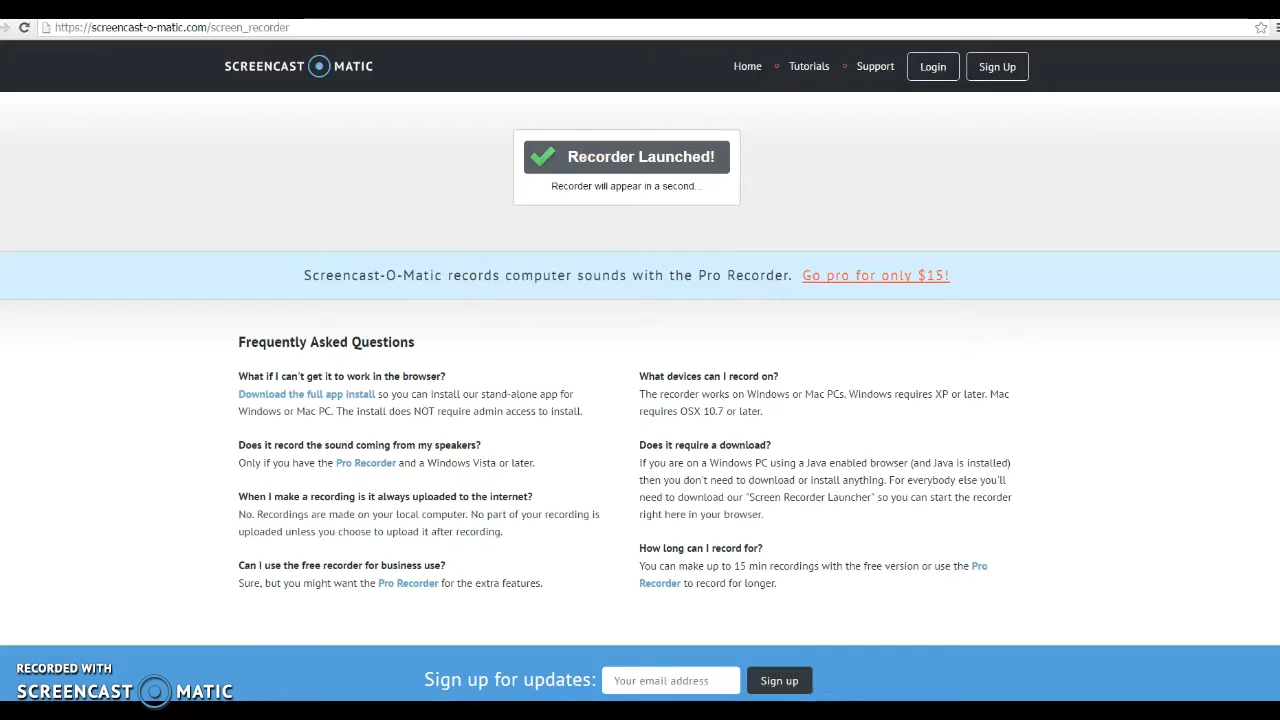 https://screencast-o-matic.com/screen_recorder
SCREENCAST MATIC
Home Tutorials Support Login Sign Up
Recorder Launched!
Recorder will appear in a second...
Screencast-O-Matic records computer sounds with the Pro Recorder. Go pro for only $15!
Frequently Asked Questions
What if I can't get it to work in the browser?
Download the full app install so you can install our stand-alone app for
Windows or Mac PC. The install does NOT require admin access to install.
Does it record the sound coming from my speakers?
Only if you have the Pro Recorder and a Windows Vista or later.
When I make a recording is it always uploaded to the internet?
No. Recordings are made on your local computer. No part of your recording is
uploaded unless you choose to upload it after recording.
Can I use the free recorder for business use?
Sure, but you might want the Pro Recorder for the extra features.
What devices can I record on?
The recorder works on Windows or Mac PCs. Windows requires XP or later. Mac
requires OSX 10.7 or later.
Does it require a download?
If you are on a Windows PC using a Java enabled browser (and Java is installed)
then you don't need to download or install anything. For everybody else you'll
need to download our "Screen Recorder Launcher" so you can start the recorder
right here in your browser.
How long can I record for?
You can make up to 15 min recordings with the free version or use the Pro
Recorder to record for longer.
Sign up for updates: Your email address Sign up
RECORDED WITH
SCREENCAST MATIC